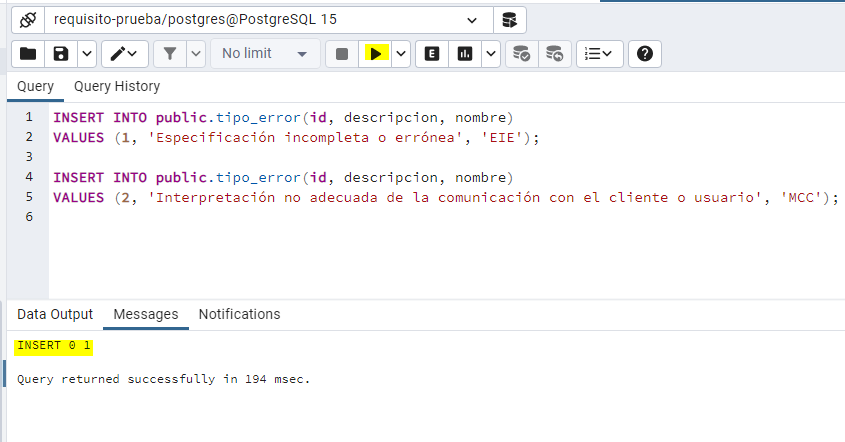 requisito-prueba/postgres@PostgreSQL 15
No limit
E
Query Query History
1 INSERT INTO public.tipo_error(id, descripcion, nombre)
2 VALUES (1, 'Especificación incompleta o errónea', 'EIE');
3
4 INSERT INTO public.tipo_error(id, descripcion, nombre)
5 VALUES (2, 'Interpretación no adecuada de la comunicación con el cliente o usuario', 'MCC');
6
Data Output Messages Notifications
INSERT 0 1
Query returned successfully in 194 msec.